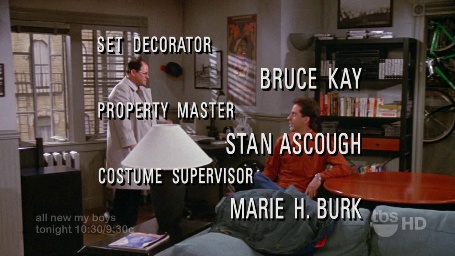 SET DECORATOR
BRUCE KAY
PROPERTY MASTER
STAN ASCOUGH
COSTUME SUPERVISOR
MARIE H. BURK
all new my boys
tonight 10:30/9:30c
tbs HD